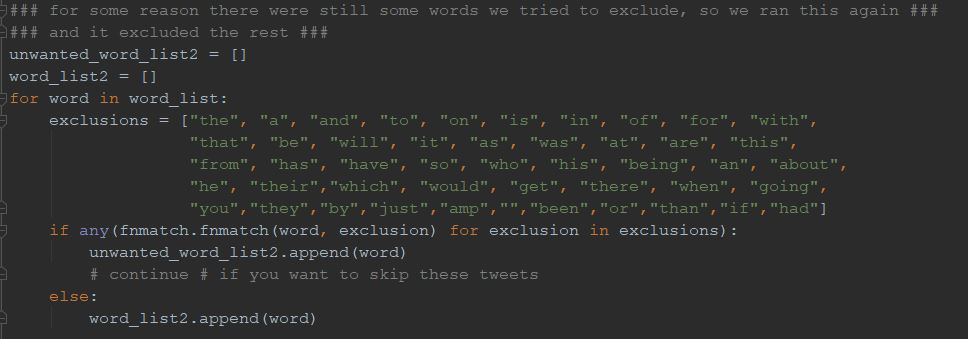 ### for some reason there were still some words we tried to exclude, so we ran this again ###
### and it excluded the rest ###
unwanted_word_list2 = []
word_list2 = []
for word in word_list:
    exclusions = ["the", "a", "and", "to", "on", "is", "in", "of", "for", "with",
                  "that", "be", "will", "it", "as", "was", "at", "are", "this",
                  "from", "has", "have", "so", "who", "his", "being", "an", "about",
                  "he", "their","which", "would", "get", "there", "when", "going",
                  "you","they","by","just","amp","","been","or","than","if","had"]
    if any(fnmatch.fnmatch(word, exclusion) for exclusion in exclusions):
        unwanted_word_list2.append(word)
        # continue # if you want to skip these tweets
    else:
        word_list2.append(word)